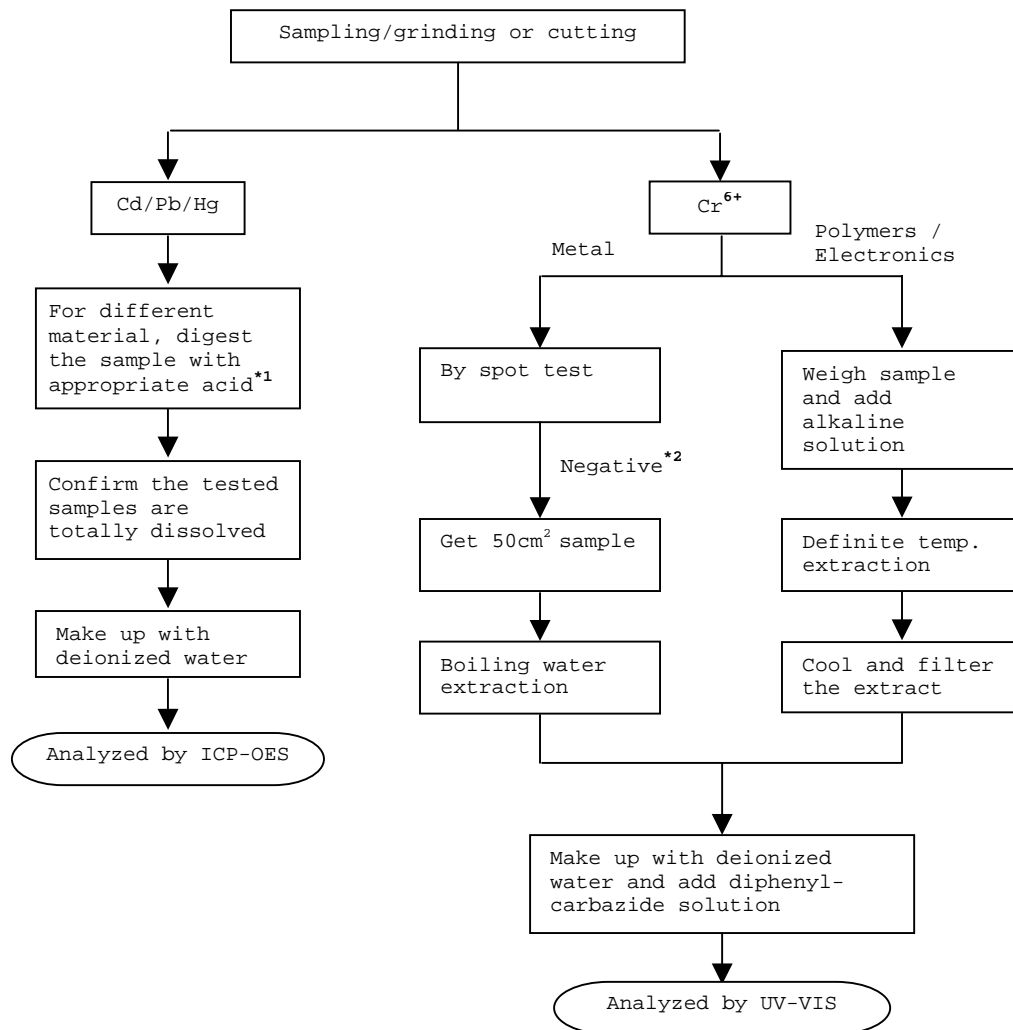 Sampling/grinding or cutting
Cd/Pb/Hg
For different
material, digest
the sample with
appropriate acid*1
Confirm the tested
samples are
totally dissolved
Make up with
deionized water
Analyzed by ICP-OES
Cr6+
Metal
Polymers /
Electronics
By spot test
Negative*2
Get 50cm2 sample
Boiling water
extraction
Weigh sample
and add
alkaline
solution
Definite temp.
extraction
Cool and filter
the extract
Make up with deionized
water and add diphenyl-
carbazide solution
Analyzed by UV-VIS